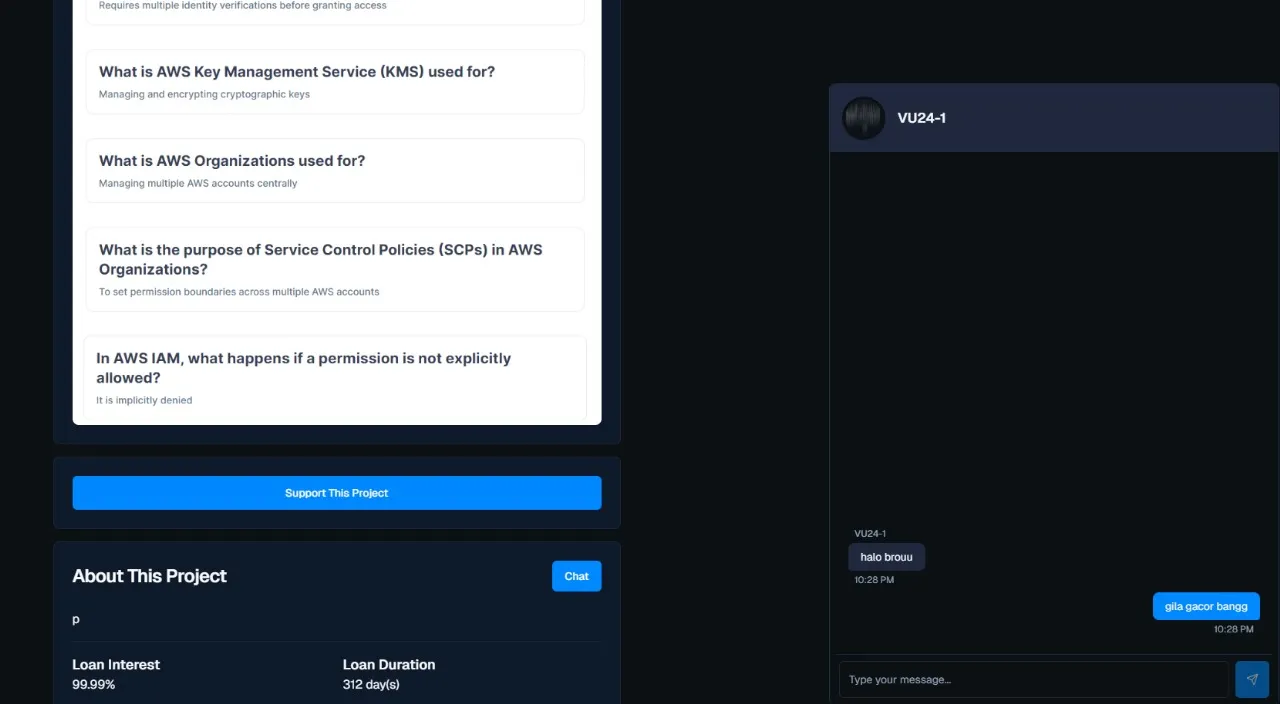 Requires multiple identity verifications before granting access
What is AWS Key Management Service (KMS) used for?
Managing and encrypting cryptographic keys
What is AWS Organizations used for?
Managing multiple AWS accounts centrally
What is the purpose of Service Control Policies (SCPs) in AWS
Organizations?
To set permission boundaries across multiple AWS accounts
In AWS IAM, what happens if a permission is not explicitly
allowed?
It is implicitly denied
Support This Project
About This Project
Chat
p
Loan Interest
99.99%
Loan Duration
312 day(s)
VU24-1
VU24-1
halo brouu
10:28 PM
gila gacor bangg
10:28 PM
Type your message...